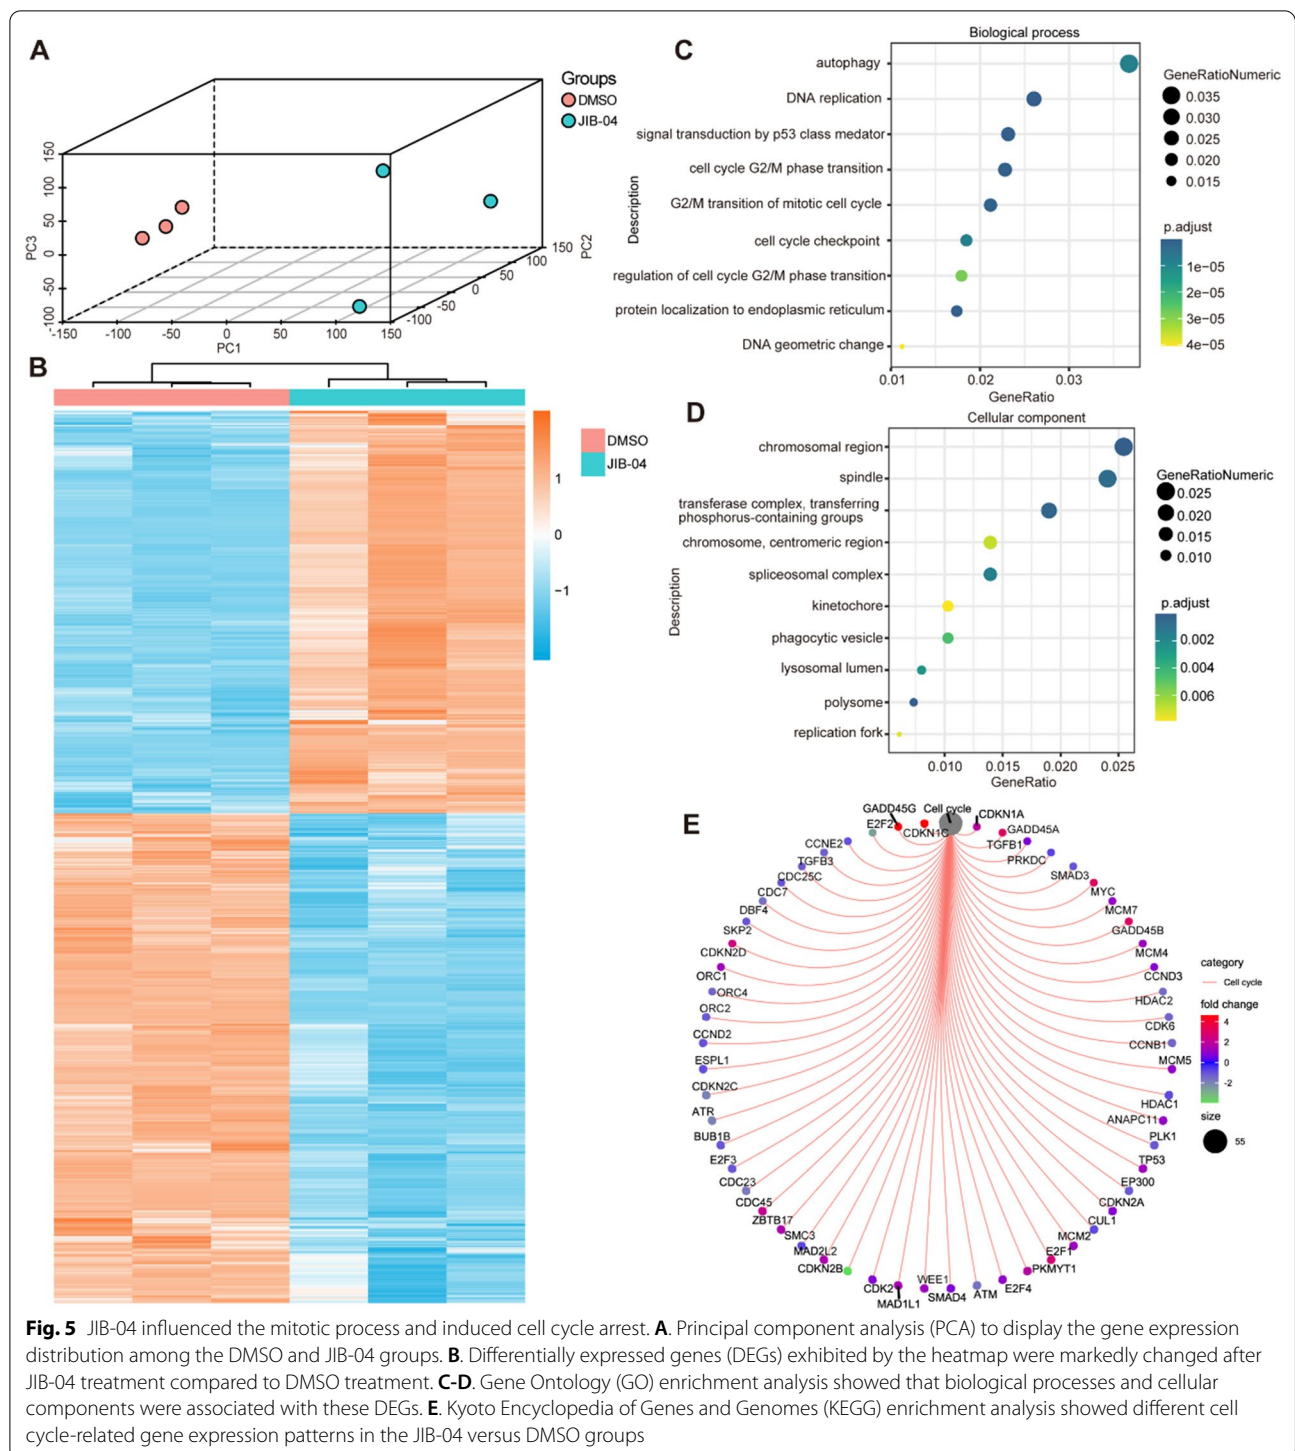 A
Groups
DMSO
JIB-04
150
100
50
0
-50
-100
PC3
-150
-100
-50
0
50
100
150
PC1
-100
-50
0
50
100
150
PC2
B
1
0
−1
DMSO
JIB-04
C
Biological process
autophagy
DNA replication
signal transduction by p53 class medator
cell cycle G2/M phase transition
G2/M transition of mitotic cell cycle
cell cycle checkpoint
regulation of cell cycle G2/M phase transition
protein localization to endoplasmic reticulum
DNA geometric change
Description
0.01
0.02
0.03
GeneRatio
GeneRatioNumeric
0.035
0.030
0.025
0.020
0.015
p.adjust
1e−05
2e−05
3e−05
4e−05
D
Cellular component
chromosomal region
spindle
transferase complex, transferring
phosphorus-containing groups
chromosome, centromeric region
spliceosomal complex
kinetochore
phagocytic vesicle
lysosomal lumen
polysome
replication fork
Description
0.010
0.015
0.020
0.025
GeneRatio
GeneRatioNumeric
0.025
0.020
0.015
0.010
p.adjust
0.002
0.004
0.006
E
Cell cycle
CDKN1A
GADD45A
TGFB1
PRKDC
SMAD3
MYC
MCM7
GADD45B
MCM4
CCND3
HDAC2
CDK6
CCNB1
MCM5
HDAC1
ANAPC11
PLK1
TP53
EP300
CDKN2A
CUL1
MCM2
E2F1
PKMYT1
E2F4
ATM
SMAD4
WEE1
MAD1L1
CDK2
CDKN2B
MAD2L2
SMC3
ZBTB17
CDC45
CDC23
E2F3
BUB1B
ATR
CDKN2C
ESPL1
CCND2
ORC2
ORC4
ORC1
CDKN2D
SKP2
DBF4
CDC7
CDC25C
TGFB3
CCNE2
E2F2
GADD45G
CDKN1C
category
Cell cycle
fold change
4
2
0
-2
size
55
Fig. 5 JIB-04 influenced the mitotic process and induced cell cycle arrest. A. Principal component analysis (PCA) to display the gene expression
distribution among the DMSO and JIB-04 groups. B. Differentially expressed genes (DEGs) exhibited by the heatmap were markedly changed after
JIB-04 treatment compared to DMSO treatment. C-D. Gene Ontology (GO) enrichment analysis showed that biological processes and cellular
components were associated with these DEGs. E. Kyoto Encyclopedia of Genes and Genomes (KEGG) enrichment analysis showed different cell
cycle-related gene expression patterns in the JIB-04 versus DMSO groups